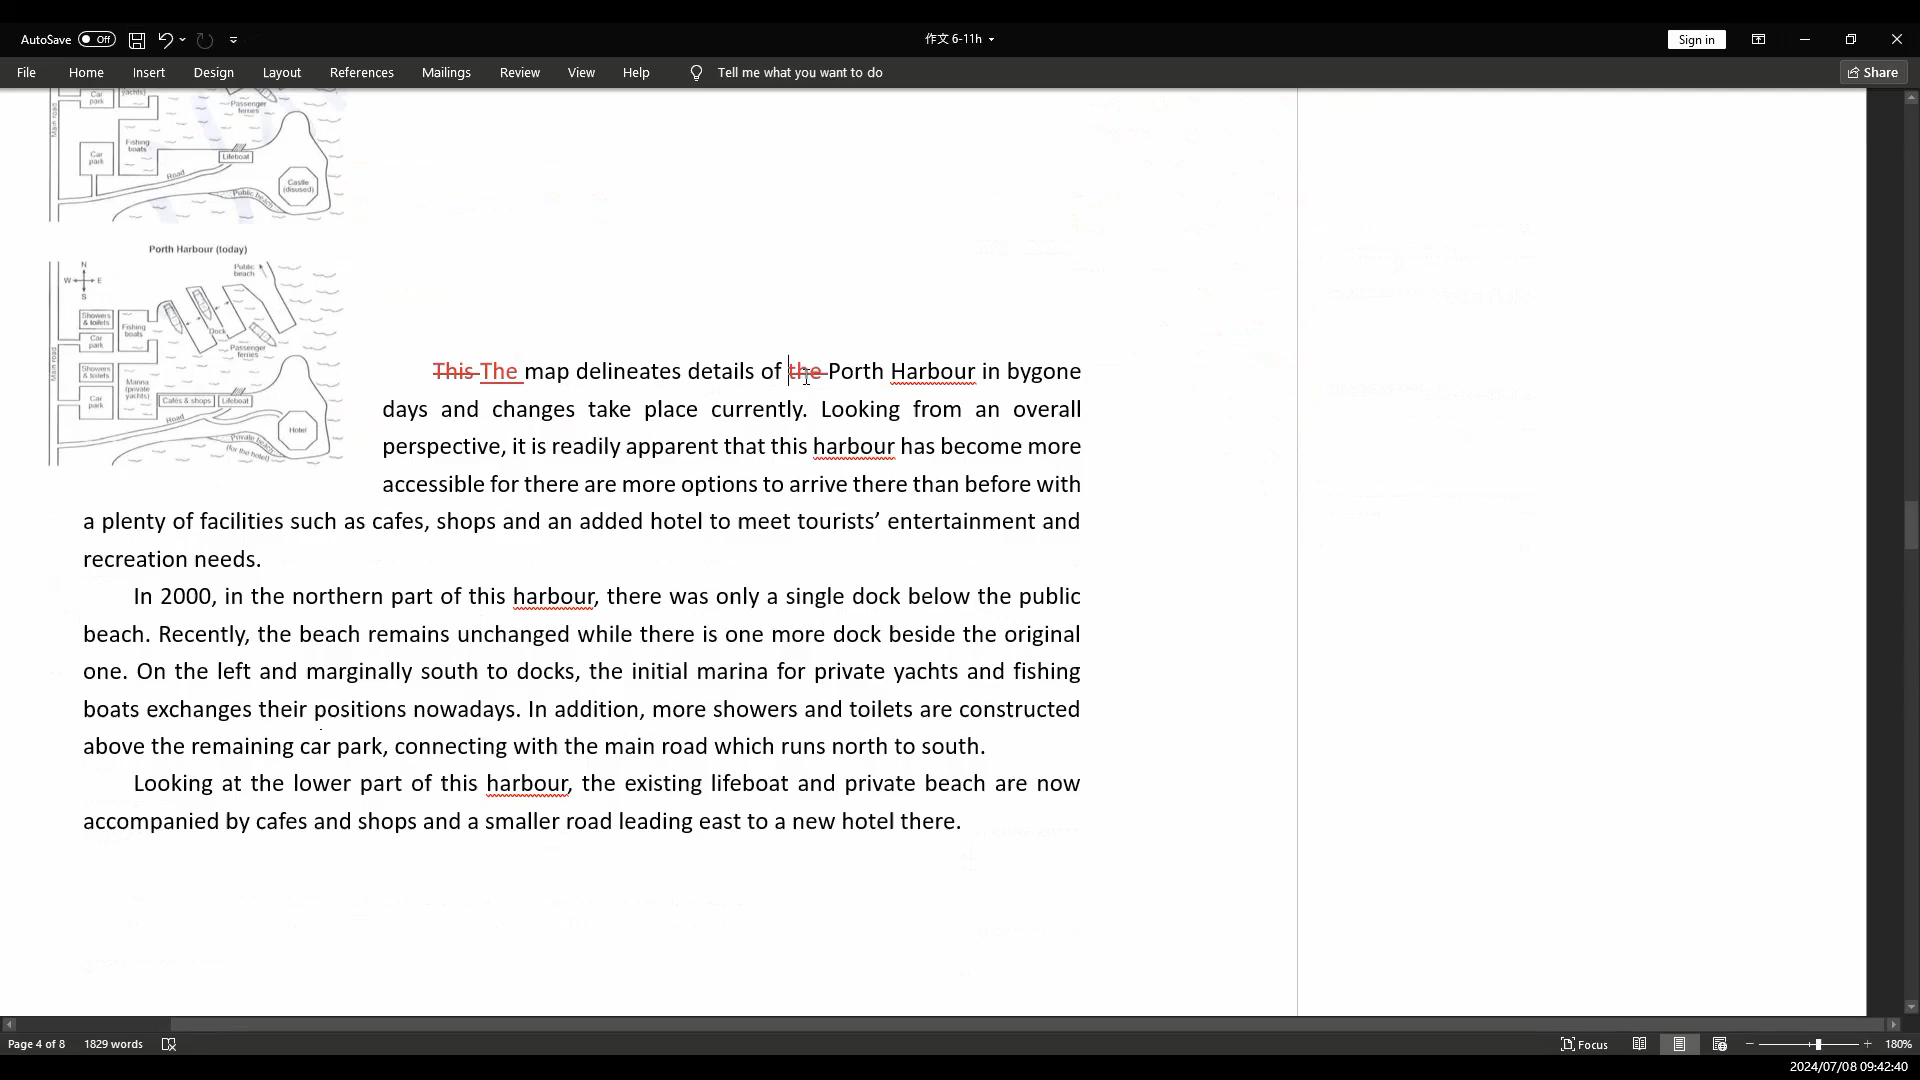 AutoSave Off
作文 6-11h
Sign in
File Home Insert Design Layout References Mailings Review View Help Tell me what you want to do
Share
Car
park
yachts)
Passenger
ferries
Main road
Fishing
boats
Lifeboat
Car
park
Road
Castle
(disused)
Public beach
Porth Harbour (today)
N
W E
S
Public
beach
Showers
& toilets
Fishing
boats
Dock
Car
park
Passenger
ferries
Main road
Showers
& toilets
Marina
(private
yachts)
Car
park
Cafés & shops
Lifeboat
Road
Hotel
Private beach
(for the hotel)
This The map delineates details of the Porth Harbour in bygone
days and changes take place currently. Looking from an overall
perspective, it is readily apparent that this harbour has become more
accessible for there are more options to arrive there than before with
a plenty of facilities such as cafes, shops and an added hotel to meet tourists’ entertainment and
recreation needs.
In 2000, in the northern part of this harbour, there was only a single dock below the public
beach. Recently, the beach remains unchanged while there is one more dock beside the original
one. On the left and marginally south to docks, the initial marina for private yachts and fishing
boats exchanges their positions nowadays. In addition, more showers and toilets are constructed
above the remaining car park, connecting with the main road which runs north to south.
Looking at the lower part of this harbour, the existing lifeboat and private beach are now
accompanied by cafes and shops and a smaller road leading east to a new hotel there.
Page 4 of 8 1829 words
Focus
180%
2024/07/08 09:42:40